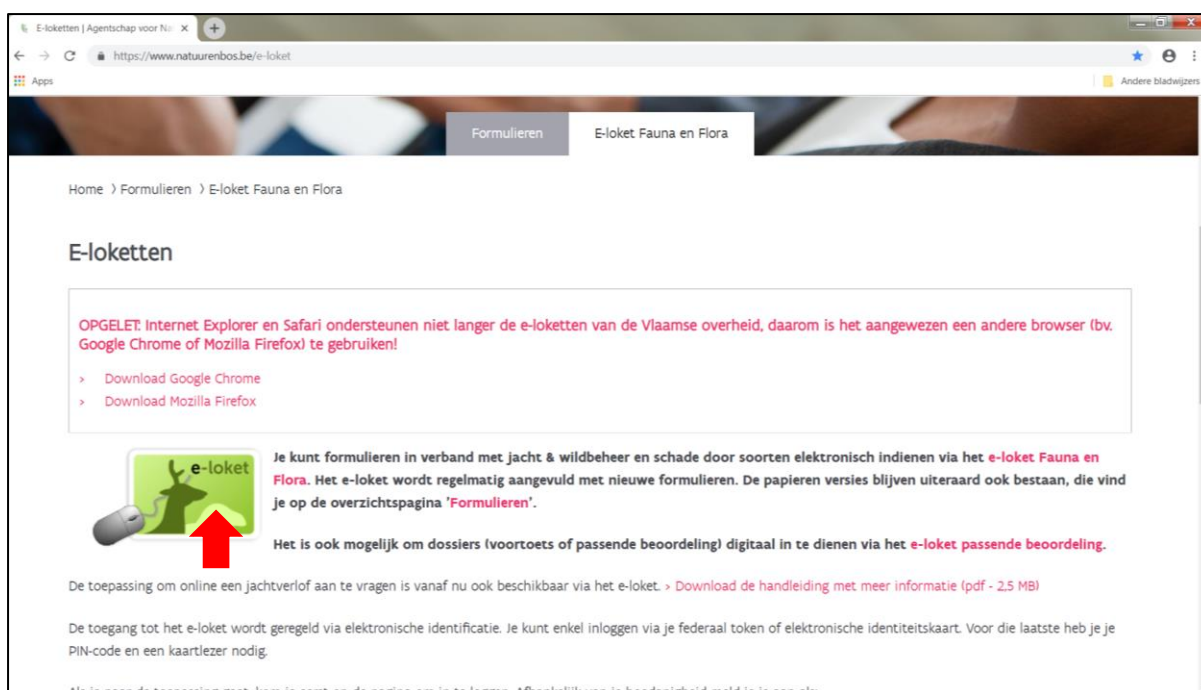 E-loketten | Agentschap voor Na
https://www.natuurenbos.be/e-loket
Apps
Andere bladwijzers
Formulieren
E-loket Fauna en Flora
Home › Formulieren › E-loket Fauna en Flora
E-loketten
OPGELET: Internet Explorer en Safari ondersteunen niet langer de e-loketten van de Vlaamse overheid, daarom is het aangewezen een andere browser (bv.
Google Chrome of Mozilla Firefox) te gebruiken!
› Download Google Chrome
› Download Mozilla Firefox
e-loket
Je kunt formulieren in verband met jacht & wildbeheer en schade door soorten elektronisch indienen via het e-loket Fauna en
Flora. Het e-loket wordt regelmatig aangevuld met nieuwe formulieren. De papieren versies blijven uiteraard ook bestaan, die vind
je op de overzichtspagina 'Formulieren'.
Het is ook mogelijk om dossiers (voortoets of passende beoordeling) digitaal in te dienen via het e-loket passende beoordeling.
De toepassing om online een jachtverlof aan te vragen is vanaf nu ook beschikbaar via het e-loket. › Download de handleiding met meer informatie (pdf - 2,5 MB)
De toegang tot het e-loket wordt geregeld via elektronische identificatie. Je kunt enkel inloggen via je federaal token of elektronische identiteitskaart. Voor die laatste heb je je
PIN-code en een kaartlezer nodig.